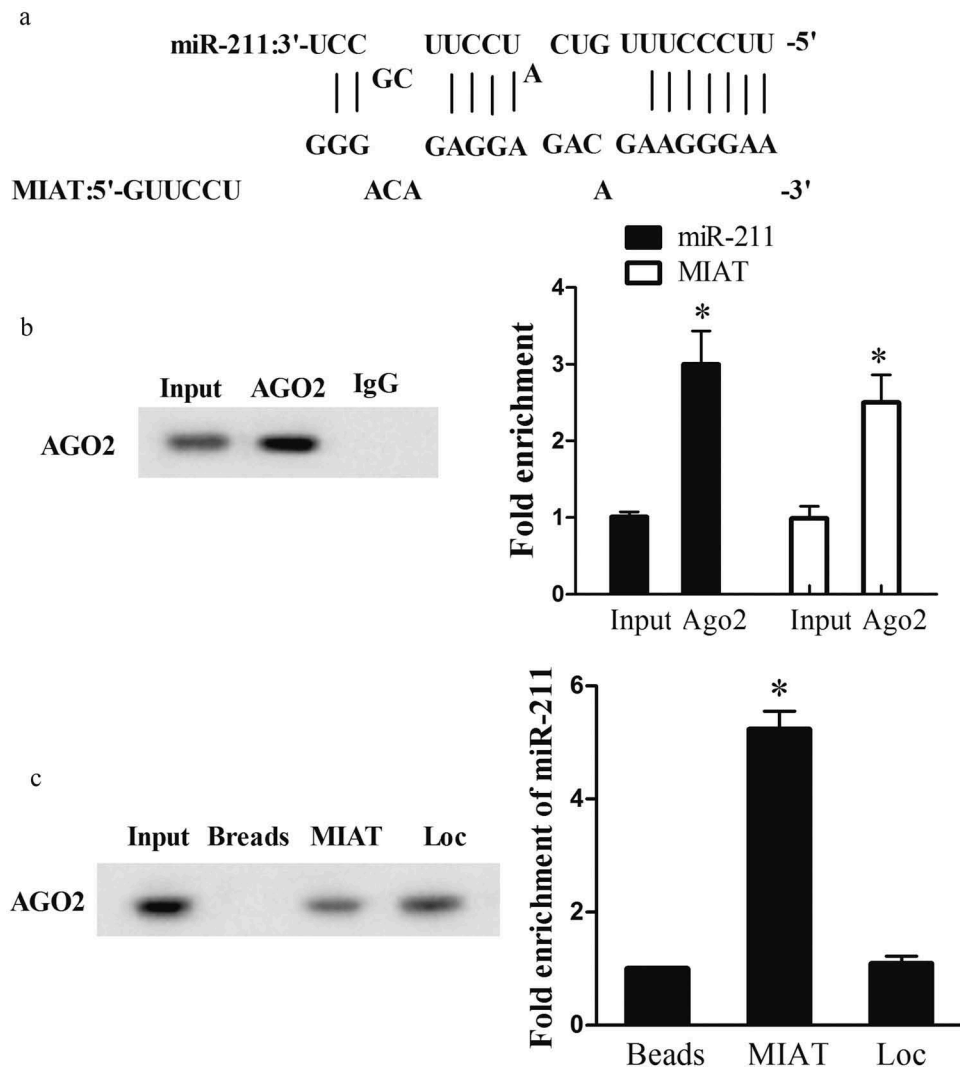 a
miR-211:3'-UCC UUCCU CUG UUUCCCUU -5'
GC A
GGG GAGGA GAC GAAGGGAA
MIAT:5'-GUUCCU ACA A -3'
b
Input AGO2 IgG
AGO2
miR-211
MIAT
Fold enrichment
4
3
2
1
0
*
*
Input Ago2 Input Ago2
c
Input Breads MIAT Loc
AGO2
Fold enrichment of miR-211
6
4
2
0
*
Beads MIAT Loc